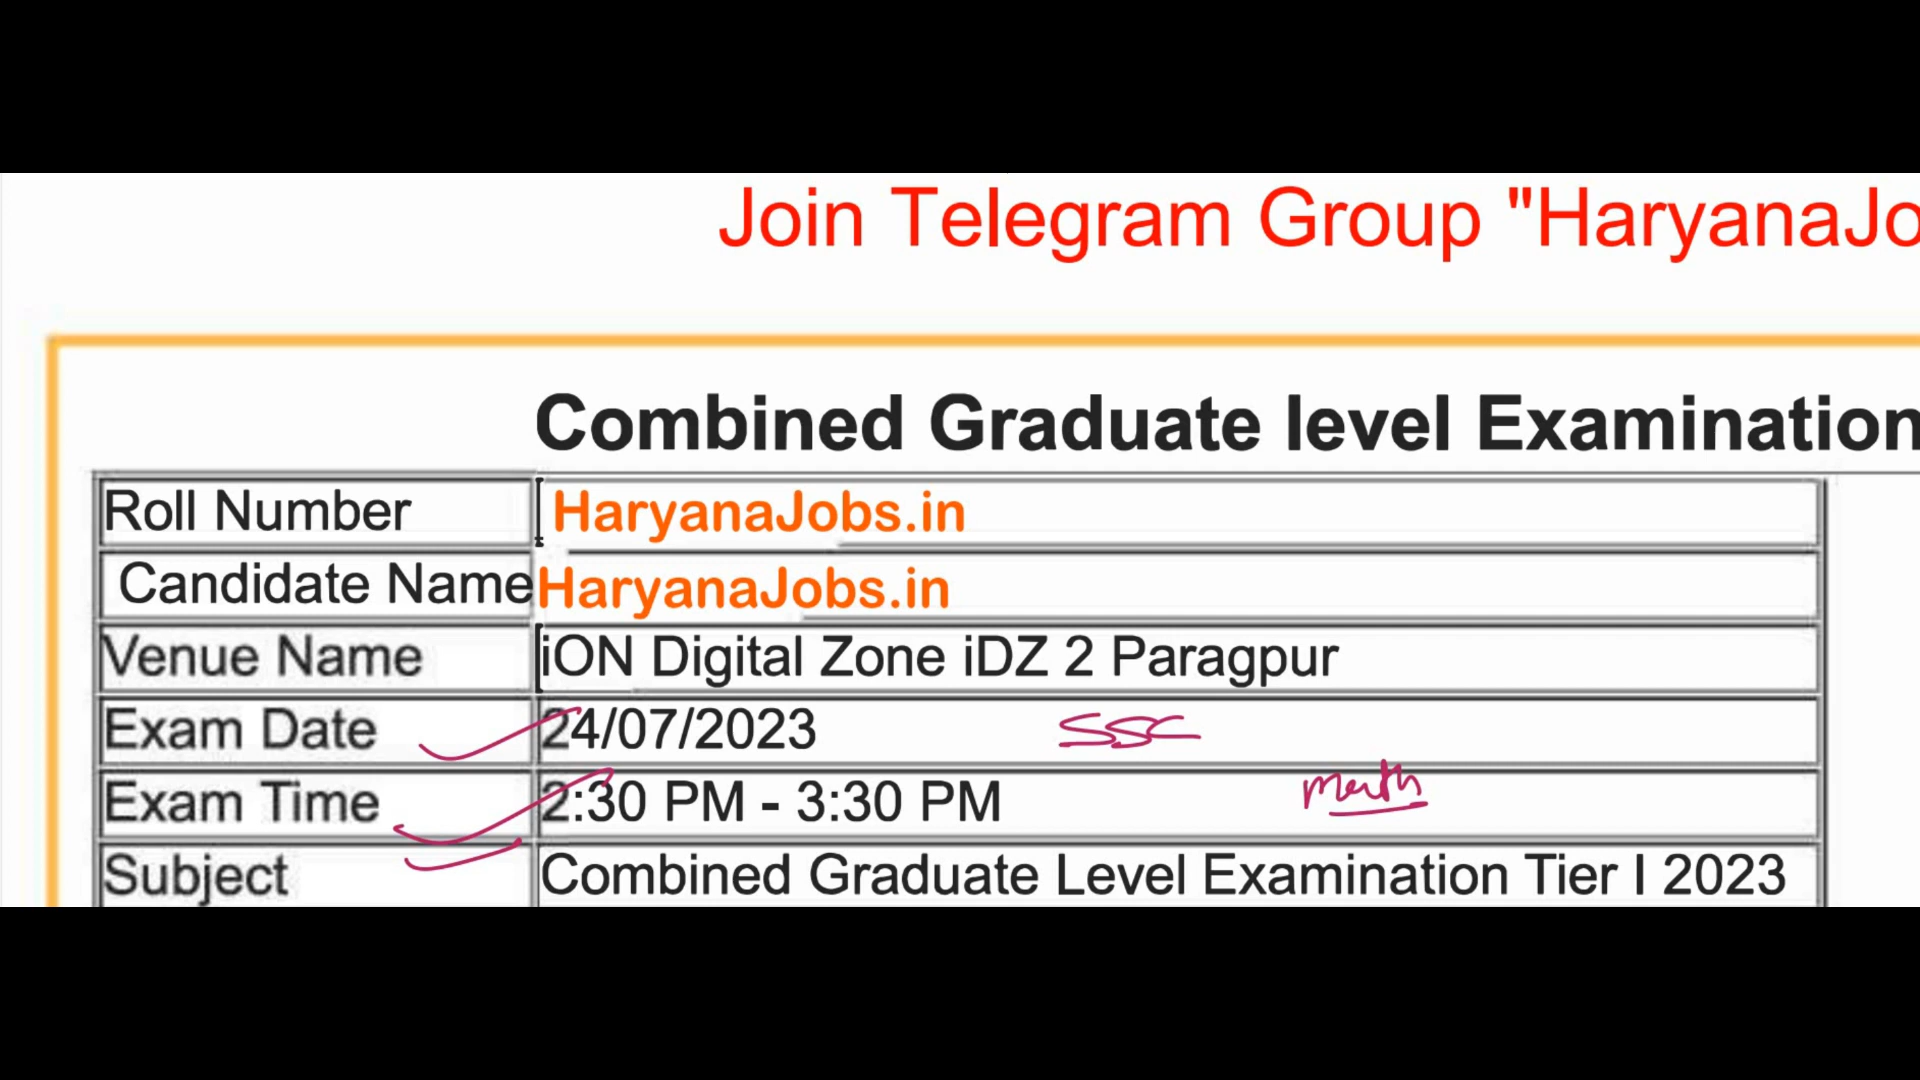 Join Telegram Group "HaryanaJo
Combined Graduate level Examination
Roll Number HaryanaJobs.in
Candidate Name HaryanaJobs.in
Venue Name iON Digital Zone iDZ 2 Paragpur
Exam Date 24/07/2023 SSC
Exam Time 2:30 PM - 3:30 PM math
Subject Combined Graduate Level Examination Tier I 2023